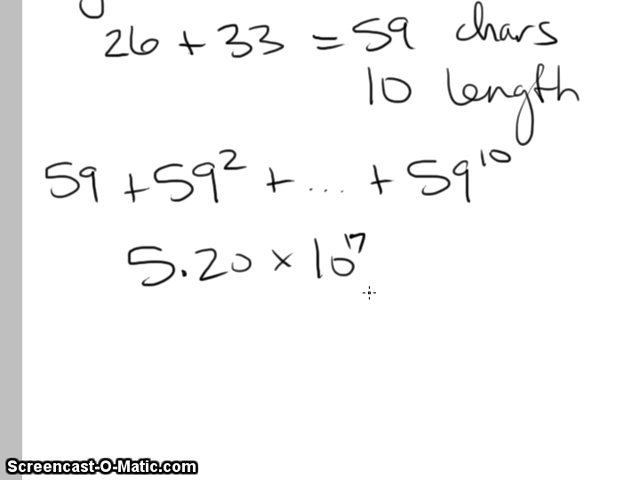 26 + 33 = 59 chars
10 length
59 + 59² + ... + 59¹⁰
5.20 × 10¹⁷
Screencast-O-Matic.com